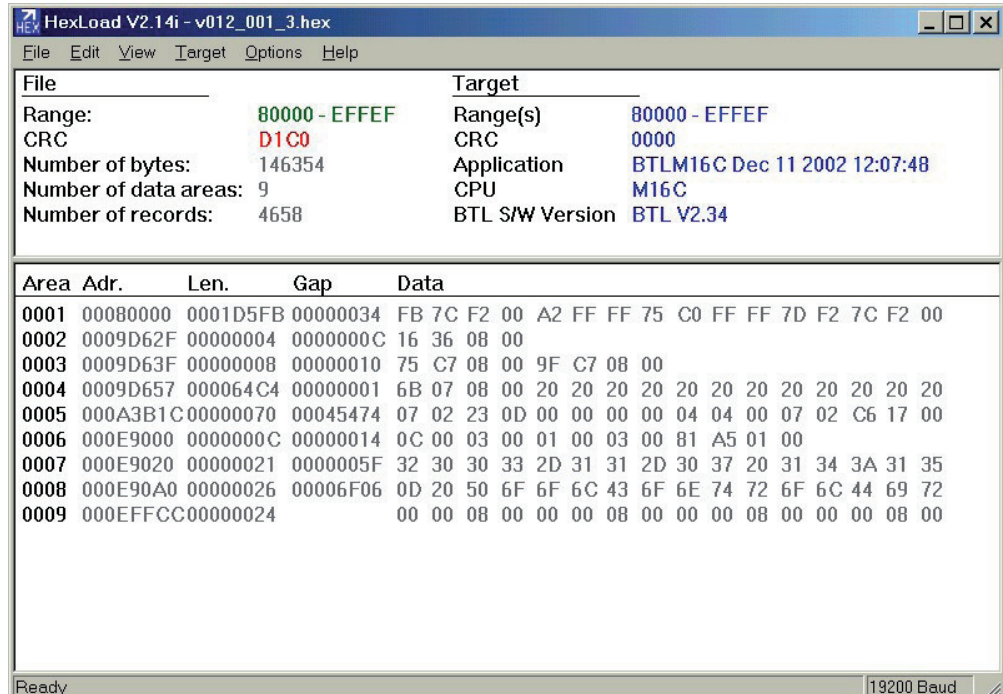 HexLoad V2.14i - v012_001_3.hex
File Edit View Target Options Help
File Target
Range: 80000 - EFFEF Range(s) 80000 - EFFEF
CRC D1C0 CRC 0000
Number of bytes: 146354 Application BTLM16C Dec 11 2002 12:07:48
Number of data areas: 9 CPU M16C
Number of records: 4658 BTL S/W Version BTL V2.34
Area Adr. Len. Gap Data
0001 00080000 0001D5FB 00000034 FB 7C F2 00 A2 FF FF 75 C0 FF FF 7D F2 7C F2 00
0002 0009D62F 00000004 0000000C 16 36 08 00
0003 0009D63F 00000008 00000010 75 C7 08 00 9F C7 08 00
0004 0009D657 000064C4 00000001 6B 07 08 00 20 20 20 20 20 20 20 20 20 20 20 20
0005 000A3B1C 00000070 00045474 07 02 23 0D 00 00 00 00 04 04 00 07 02 C6 17 00
0006 000E9000 0000000C 00000014 0C 00 03 00 01 00 03 00 81 A5 01 00
0007 000E9020 00000021 0000005F 32 30 30 33 2D 31 31 2D 30 37 20 31 34 3A 31 35
0008 000E90A0 00000026 00006F06 0D 20 50 6F 6F 6C 43 6F 6E 74 72 6F 6C 44 69 72
0009 000EFFCC 00000024 00 00 08 00 00 00 08 00 00 00 08 00 00 00 08 00
Ready 19200 Baud